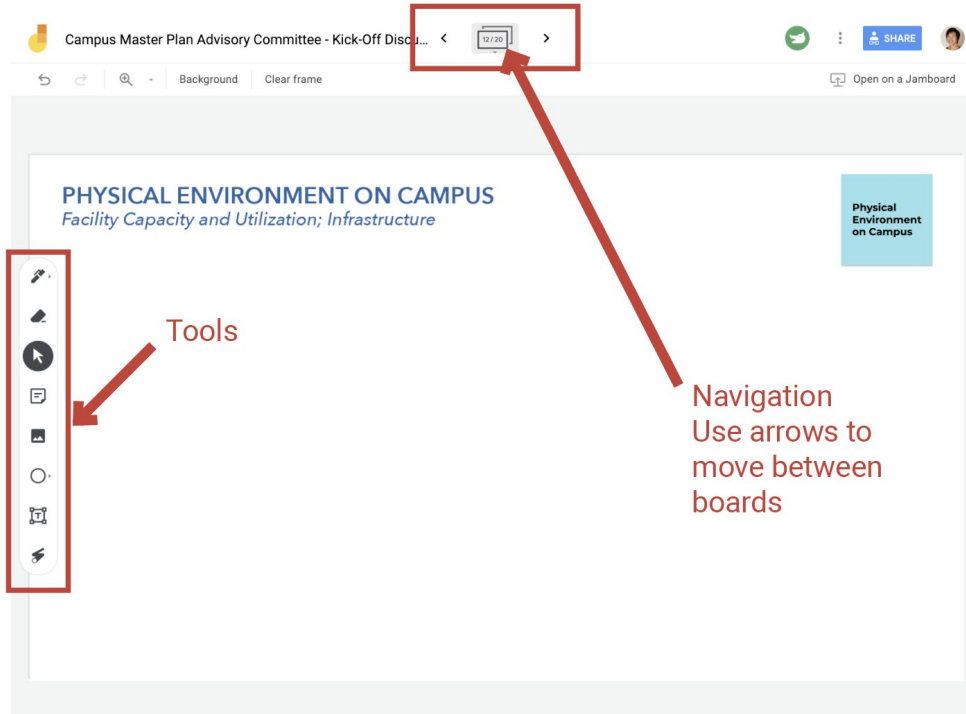 Campus Master Plan Advisory Committee - Kick-Off Discu...
12 / 20
SHARE
Background
Clear frame
Open on a Jamboard
PHYSICAL ENVIRONMENT ON CAMPUS
Facility Capacity and Utilization; Infrastructure
Physical
Environment
on Campus
Tools
T
Navigation
Use arrows to
move between
boards